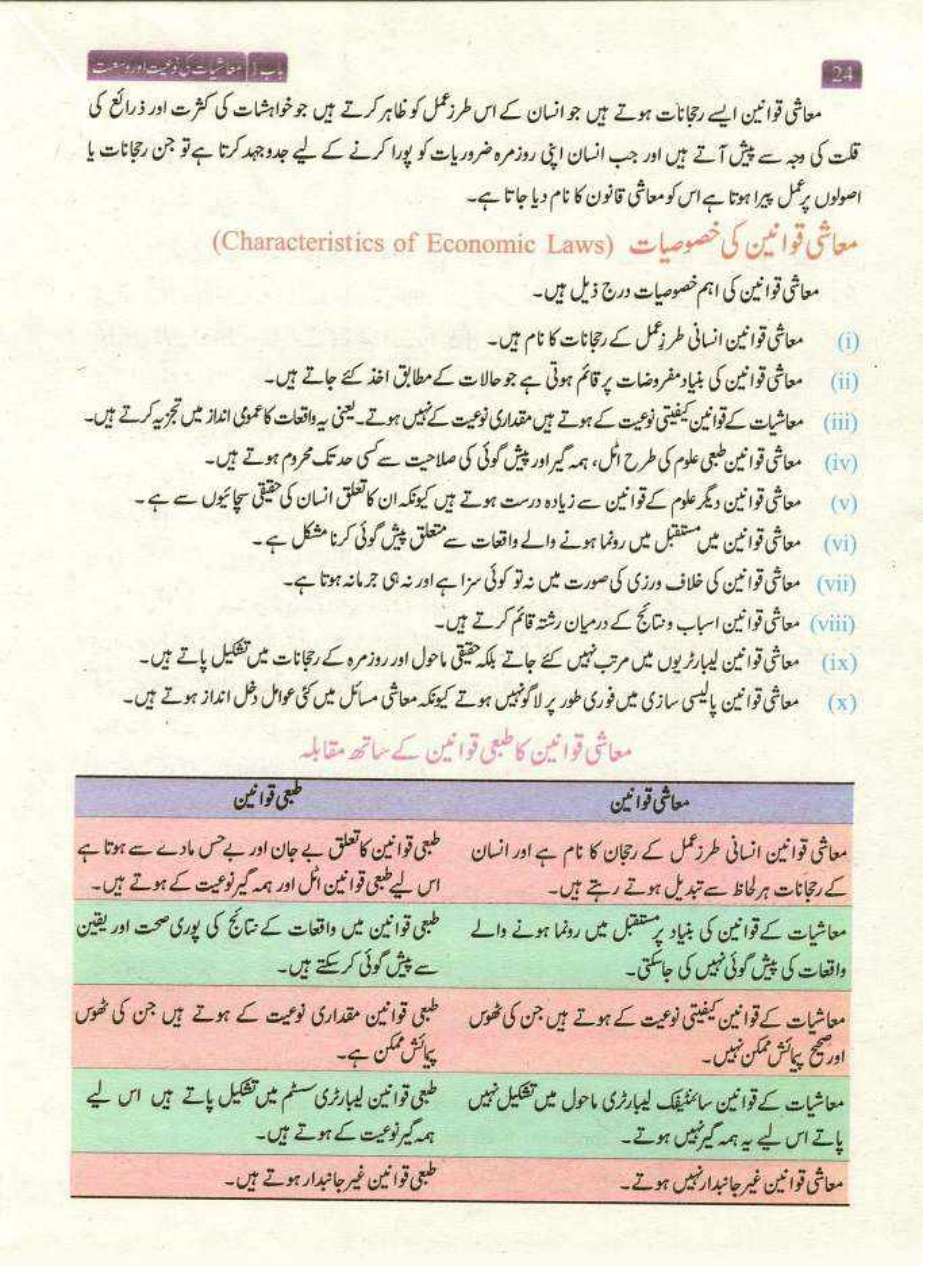 24
باب 1 معاشیات کی نوعیت اور وسعت
معاشی قوانین ایسے رجحانات ہوتے ہیں جو انسان کے اس طرزِ عمل کو ظاہر کرتے ہیں جو خواہشات کی کثرت اور ذرائع کی
قلت کی وجہ سے پیش آتے ہیں اور جب انسان اپنی روزمرہ ضروریات کو پورا کرنے کے لیے جدوجہد کرتا ہے تو جن رجحانات یا
اصولوں پر عمل پیرا ہوتا ہے اس کو معاشی قانون کا نام دیا جاتا ہے۔
معاشی قوانین کی خصوصیات (Characteristics of Economic Laws)
معاشی قوانین کی اہم خصوصیات درج ذیل ہیں۔
(i) معاشی قوانین انسانی طرزِ عمل کے رجحانات کا نام ہیں۔
(ii) معاشی قوانین کی بنیاد مفروضات پر قائم ہوتی ہے جو حالات کے مطابق اخذ کئے جاتے ہیں۔
(iii) معاشیات کے قوانین کیفیتی نوعیت کے ہوتے ہیں مقداری نوعیت کے نہیں ہوتے۔ یعنی یہ واقعات کا عمومی انداز میں تجزیہ کرتے ہیں۔
(iv) معاشی قوانین طبعی علوم کی طرح اٹل، ہمہ گیر اور پیش گوئی کی صلاحیت سے کسی حد تک محروم ہوتے ہیں۔
(v) معاشی قوانین دیگر علوم کے قوانین سے زیادہ درست ہوتے ہیں کیونکہ ان کا تعلق انسان کی حقیقی سچائیوں سے ہے۔
(vi) معاشی قوانین میں مستقبل میں رونما ہونے والے واقعات سے متعلق پیش گوئی کرنا مشکل ہے۔
(vii) معاشی قوانین کی خلاف ورزی کی صورت میں نہ تو کوئی سزا ہے اور نہ ہی جرمانہ ہوتا ہے۔
(viii) معاشی قوانین اسباب و نتائج کے درمیان رشتہ قائم کرتے ہیں۔
(ix) معاشی قوانین لیبارٹریوں میں مرتب نہیں کئے جاتے بلکہ حقیقی ماحول اور روزمرہ کے رجحانات میں تشکیل پاتے ہیں۔
(x) معاشی قوانین پالیسی سازی میں فوری طور پر لاگو نہیں ہوتے کیونکہ معاشی مسائل میں کئی عوامل دخل انداز ہوتے ہیں۔
معاشی قوانین کا طبعی قوانین کے ساتھ مقابلہ
معاشی قوانین
طبعی قوانین
معاشی قوانین انسانی طرزِ عمل کے رجحان کا نام ہے اور انسان
کے رجحانات ہر لحاظ سے تبدیل ہوتے رہتے ہیں۔
طبعی قوانین کا تعلق بے جان اور بے حس مادے سے ہوتا ہے
اس لیے طبعی قوانین اٹل اور ہمہ گیر نوعیت کے ہوتے ہیں۔
معاشیات کے قوانین کی بنیاد پر مستقبل میں رونما ہونے والے
واقعات کی پیش گوئی نہیں کی جاسکتی۔
طبعی قوانین میں واقعات کے نتائج کی پوری صحت اور یقین
سے پیش گوئی کر سکتے ہیں۔
معاشیات کے قوانین کیفیتی نوعیت کے ہوتے ہیں جن کی ٹھوس
اور صحیح پیمائش ممکن نہیں۔
طبعی قوانین مقداری نوعیت کے ہوتے ہیں جن کی ٹھوس
پیمائش ممکن ہے۔
معاشیات کے قوانین سائنٹیفک لیبارٹری ماحول میں تشکیل نہیں
پاتے اس لیے یہ ہمہ گیر نہیں ہوتے۔
طبعی قوانین لیبارٹری سسٹم میں تشکیل پاتے ہیں اس لیے
ہمہ گیر نوعیت کے ہوتے ہیں۔
معاشی قوانین غیر جانبدار نہیں ہوتے۔
طبعی قوانین غیر جانبدار ہوتے ہیں۔